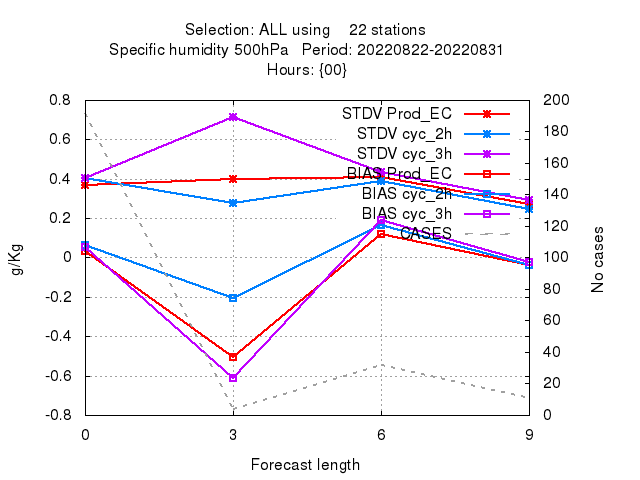 Selection: ALL using    22 stations
Specific humidity 500hPa   Period: 20220822-20220831
Hours: {00}
0.8
0.6
0.4
0.2
0
-0.2
-0.4
-0.6
-0.8
g/Kg
STDV Prod_EC
STDV cyc_2h
STDV cyc_3h
BIAS Prod_EC
BIAS cyc_2h
BIAS cyc_3h
CASES
200
180
160
140
120
100
80
60
40
20
0
No cases
0 3 6 9
Forecast length